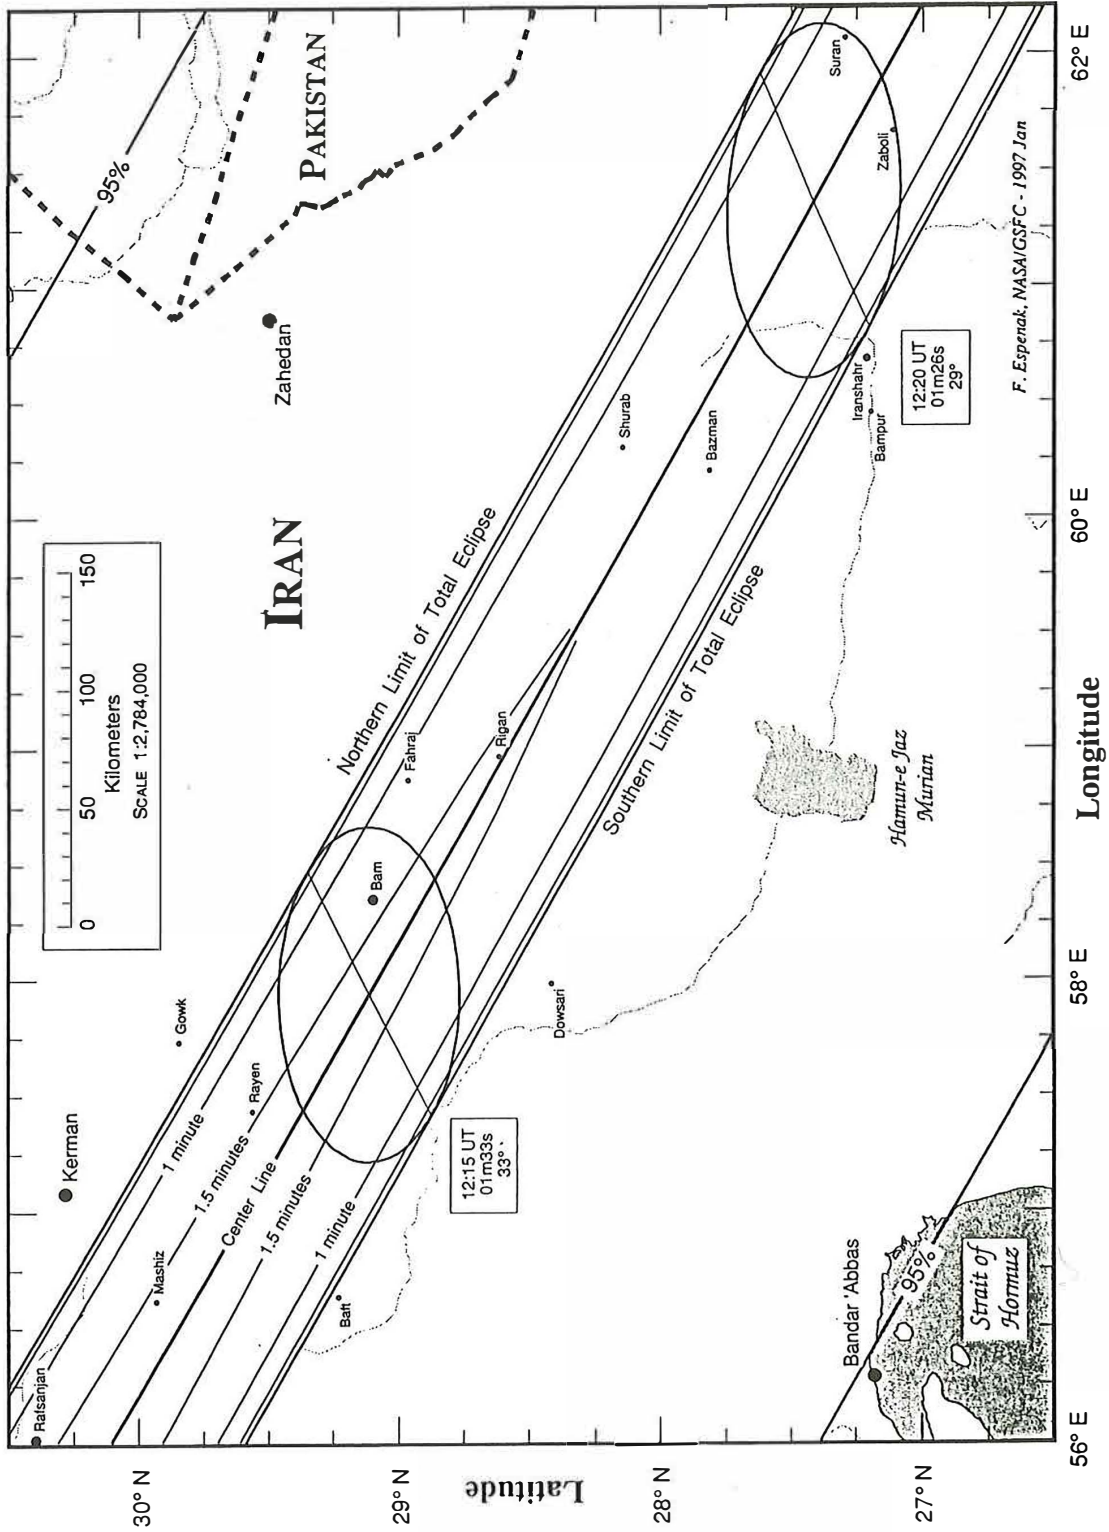 95%
PAKISTAN
Zahedan
IRAN
0 50 100 150
Kilometers
SCALE 1:2,784,000
Kerman
Gowk
Rafsanjan
Mashiz
Rayen
Bam
Fahraj
Rigan
Shurab
Bazman
Suran
Zaboli
Iranshahr
Bampur
Baft
Dowsari
Northern Limit of Total Eclipse
Southern Limit of Total Eclipse
1 minute
1.5 minutes
Center Line
1.5 minutes
1 minute
12:15 UT
01m33s
33°
12:20 UT
01m26s
29°
Hamun-e Jaz
Murian
Bandar 'Abbas
95%
Strait of
Hormuz
F. Espenak, NASA/GSFC - 1997 Jan
30° N
29° N
28° N
27° N
Latitude
56° E
58° E
60° E
62° E
Longitude